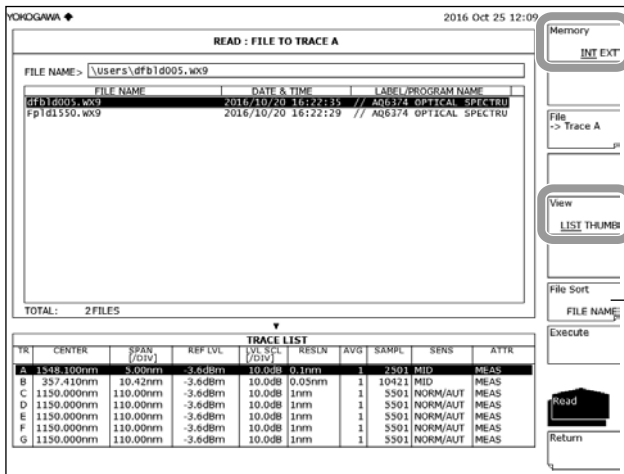 YOKOGAWA
2016 Oct 25 12:09
READ : FILE TO TRACE A
FILE NAME> \Users\dfbld005.WX9
FILE NAME DATE & TIME LABEL/PROGRAM NAME
dfbld005.WX9 2016/10/20 16:22:35 // AQ6374 OPTICAL SPECTRU
Fpld1550.WX9 2016/10/20 16:22:29 // AQ6374 OPTICAL SPECTRU
TOTAL: 2FILES
TRACE LIST
TR CENTER SPAN [/DIV] REF LVL LVL SCL [/DIV] RESLN AVG SAMPL SENS ATTR
A 1548.100nm 5.00nm -3.6dBm 10.0dB 0.1nm 1 2501 MID MEAS
B 357.410nm 10.42nm -3.6dBm 10.0dB 0.05nm 1 10421 MID MEAS
C 1150.000nm 110.00nm -3.6dBm 10.0dB 1nm 1 5501 NORM/AUT MEAS
D 1150.000nm 110.00nm -3.6dBm 10.0dB 1nm 1 5501 NORM/AUT MEAS
E 1150.000nm 110.00nm -3.6dBm 10.0dB 1nm 1 5501 NORM/AUT MEAS
F 1150.000nm 110.00nm -3.6dBm 10.0dB 1nm 1 5501 NORM/AUT MEAS
G 1150.000nm 110.00nm -3.6dBm 10.0dB 1nm 1 5501 NORM/AUT MEAS
Memory
INT EXT
File
-> Trace A
View
LIST THUMB
File Sort
FILE NAME
Execute
Read
Return